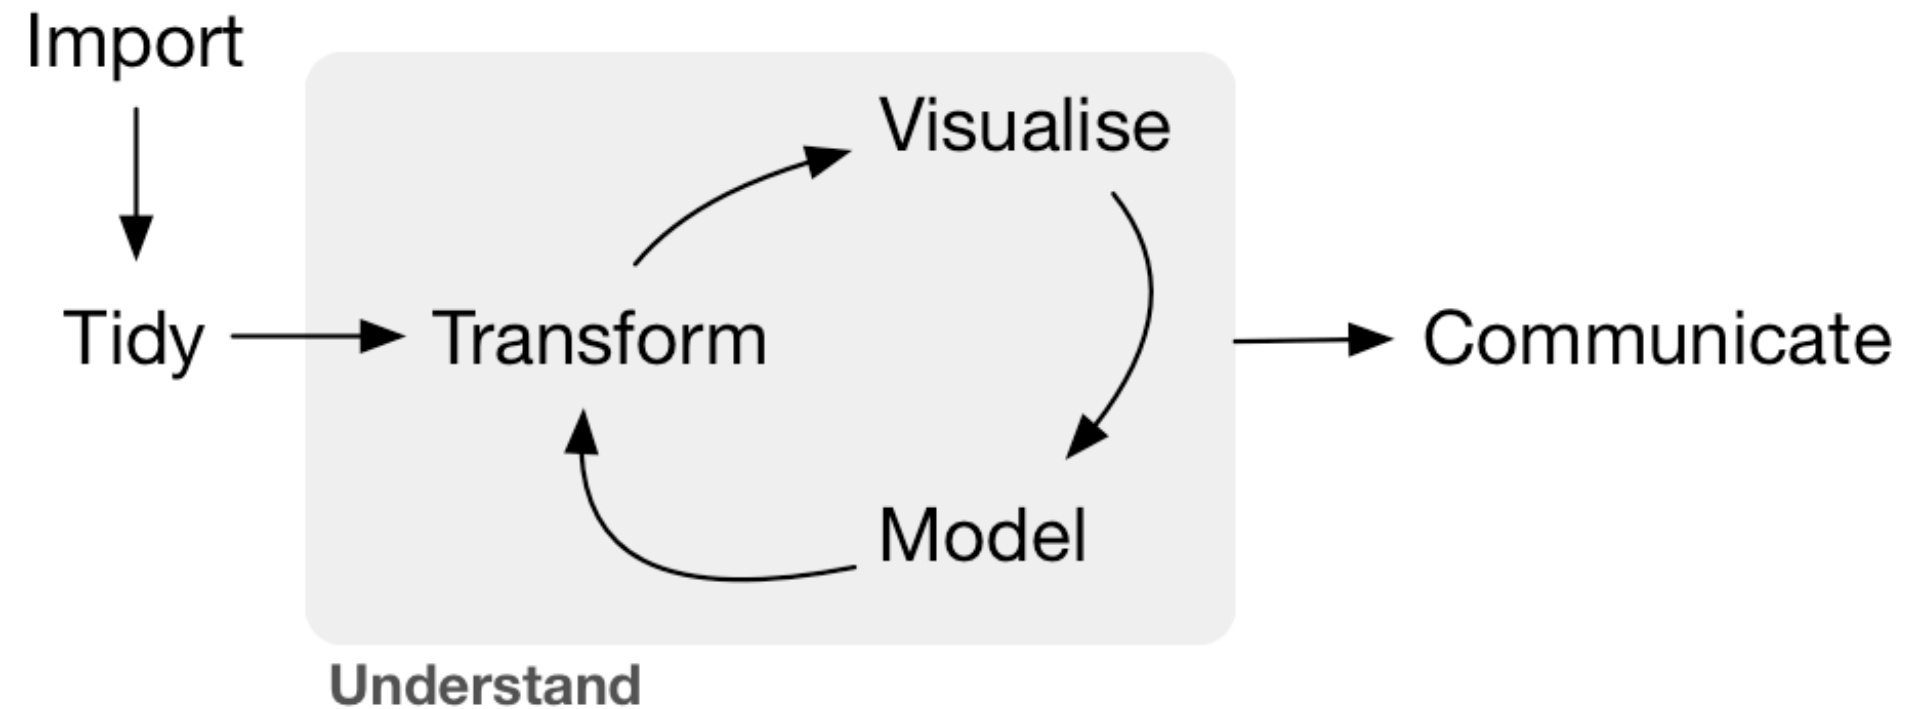 Import
Visualise
Tidy
Transform
Communicate
Model
Understand